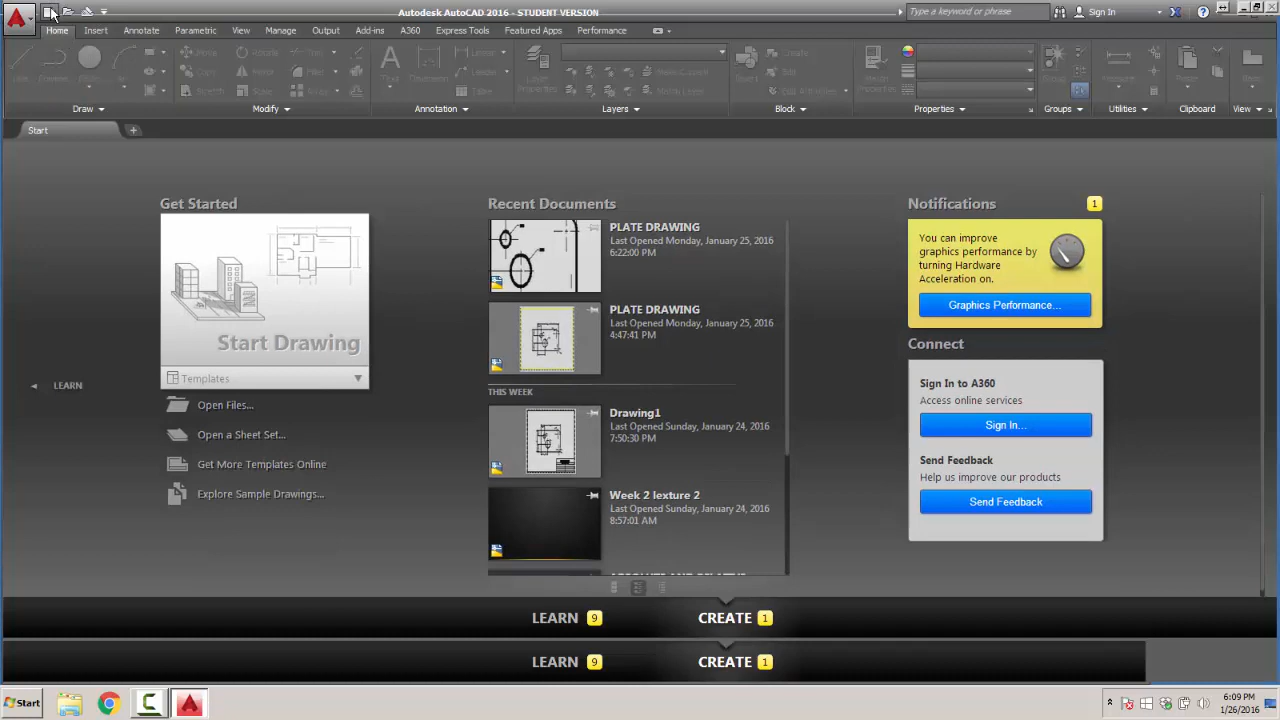 Autodesk AutoCAD 2016 - STUDENT VERSION
Type a keyword or phrase
Sign In
Home
Insert
Annotate
Parametric
View
Manage
Output
Add-ins
A360
Express Tools
Featured Apps
Performance
Draw
Modify
Annotation
Layers
Block
Properties
Groups
Utilities
Clipboard
View
Start
Get Started
Start Drawing
Templates
Open Files...
Open a Sheet Set...
Get More Templates Online
Explore Sample Drawings...
LEARN
Recent Documents
PLATE DRAWING
Last Opened Monday, January 25, 2016
6:22:00 PM
PLATE DRAWING
Last Opened Monday, January 25, 2016
4:47:41 PM
THIS WEEK
Drawing1
Last Opened Sunday, January 24, 2016
7:50:30 PM
Week 2 lexture 2
Last Opened Sunday, January 24, 2016
8:57:01 AM
Notifications
1
You can improve
graphics performance by
turning Hardware
Acceleration on.
Graphics Performance...
Connect
Sign In to A360
Access online services
Sign In...
Send Feedback
Help us improve our products
Send Feedback
LEARN 9 CREATE 1
LEARN 9 CREATE 1
Start
6:09 PM
1/26/2016